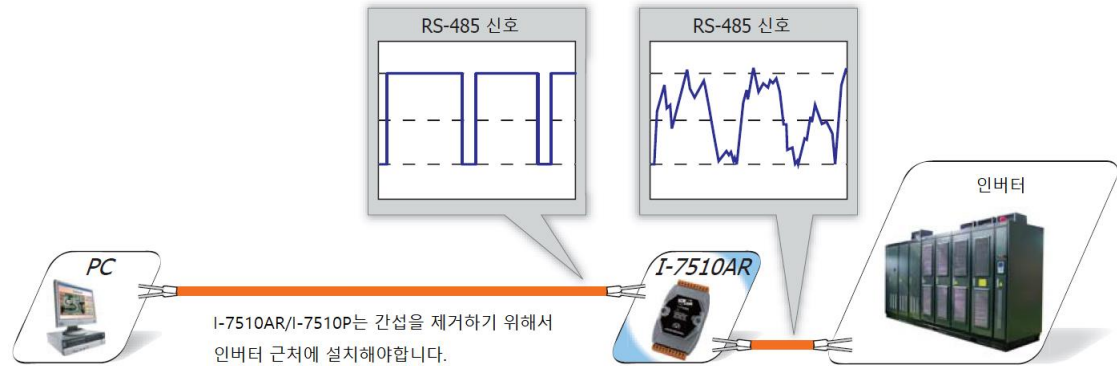 RS-485 신호
RS-485 신호
인버터
PC
I-7510AR
I-7510AR/I-7510P는 간섭을 제거하기 위해서
인버터 근처에 설치해야합니다.